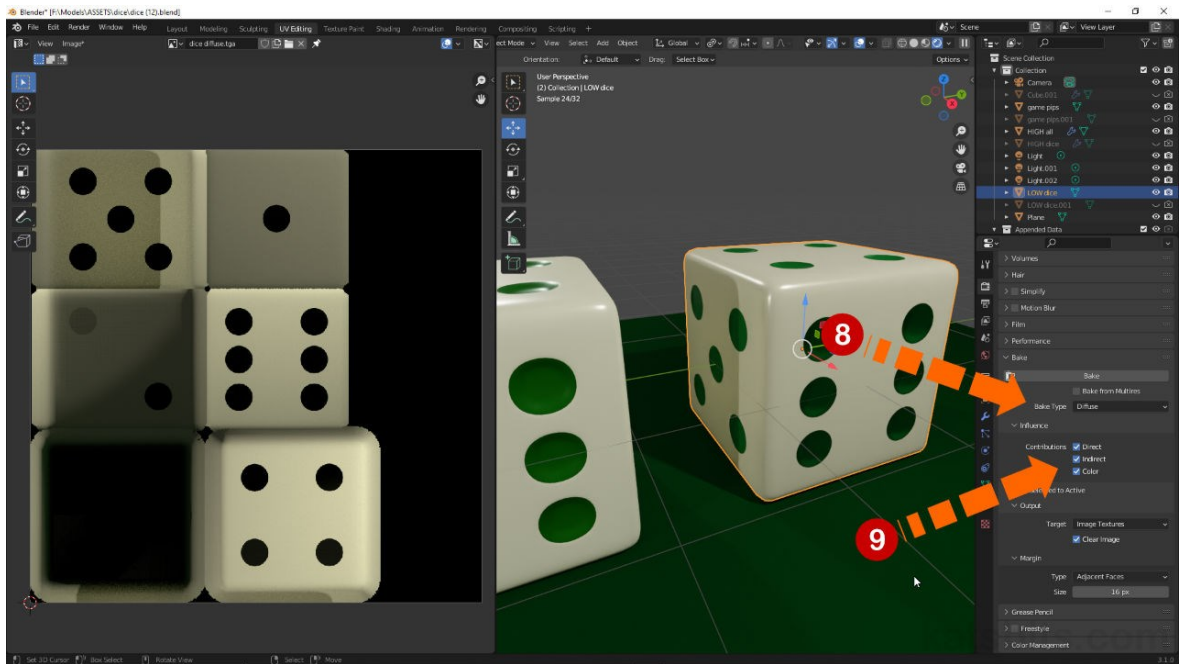 Blender* [F:\Models\ASSETS\dice\dice (12).blend]
File Edit Render Window Help Layout Modeling Sculpting UV Editing Texture Paint Shading Animation Rendering Compositing Scripting + Scene View Layer
View Image* dice diffuse.tga ect Mode View Select Add Object Global
Orientation: Default Drag: Select Box Options
User Perspective
(2) Collection | LOW dice
Sample 24/32
Z
Y
X
Scene Collection
Collection
Camera
Cube.001
game pips
game pips.001
HIGH all
HIGH dice
Light
Light.001
Light.002
LOW dice
LOW dice.001
Plane
Appended Data
Volumes
Hair
Simplify
Motion Blur
Film
Performance
Bake
Bake
Bake from Multires
Bake Type Diffuse
Influence
Contributions Direct
Indirect
Color
to Active
Output
Target Image Textures
Clear Image
Margin
Type Adjacent Faces
Size 16 px
Grease Pencil
Freestyle
Color Management
8
9
Set 3D Cursor Box Select Rotate View Select Move 3.1.0